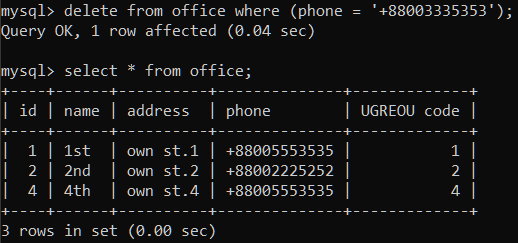 mysql> delete from office where (phone = '+88003335353');
Query OK, 1 row affected (0.04 sec)

mysql> select * from office;
+----+------+-----------+--------------+-------------+
| id | name | address   | phone        | UGREOU code |
+----+------+-----------+--------------+-------------+
|  1 | 1st  | own st.1  | +88005553535 |           1 |
|  2 | 2nd  | own st.2  | +88002225252 |           2 |
|  4 | 4th  | own st.4  | +88005553535 |           4 |
+----+------+-----------+--------------+-------------+
3 rows in set (0.00 sec)